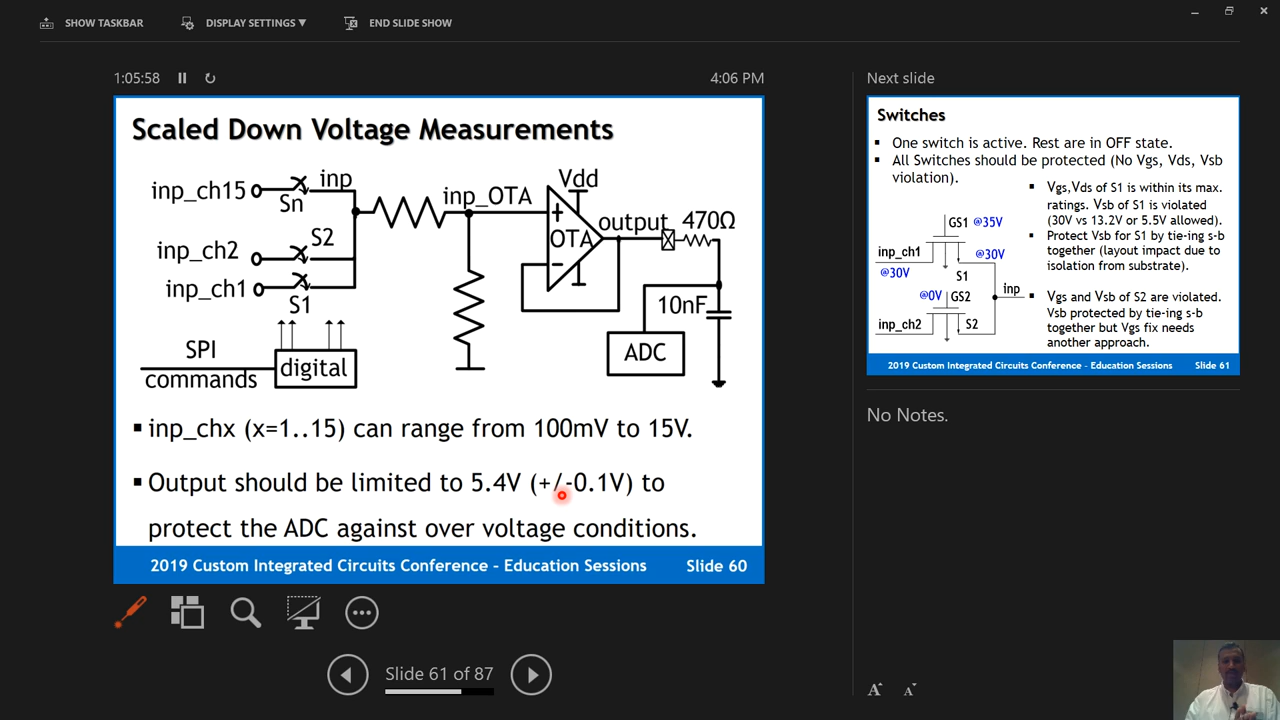 SHOW TASKBAR
DISPLAY SETTINGS ▼
END SLIDE SHOW
1:05:58
4:06 PM
Scaled Down Voltage Measurements
inp_ch15
Sn
inp
inp_ch2
S2
inp_ch1
S1
SPI
commands
digital
inp_OTA
Vdd
+
OTA
-
output
470Ω
10nF
ADC
▪ inp_chx (x=1..15) can range from 100mV to 15V.
▪ Output should be limited to 5.4V (+/-0.1V) to
protect the ADC against over voltage conditions.
2019 Custom Integrated Circuits Conference - Education Sessions Slide 60
Slide 61 of 87
Next slide
Switches
▪ One switch is active. Rest are in OFF state.
▪ All Switches should be protected (No Vgs, Vds, Vsb
violation).
▪ Vgs,Vds of S1 is within its max.
ratings. Vsb of S1 is violated
(30V vs 13.2V or 5.5V allowed).
▪ Protect Vsb for S1 by tie-ing s-b
together (layout impact due to
isolation from substrate).
▪ Vgs and Vsb of S2 are violated.
Vsb protected by tie-ing s-b
together but Vgs fix needs
another approach.
GS1 @35V
inp_ch1
@30V
@30V
S1
@0V GS2
inp
inp_ch2
S2
2019 Custom Integrated Circuits Conference - Education Sessions Slide 61
No Notes.
A A